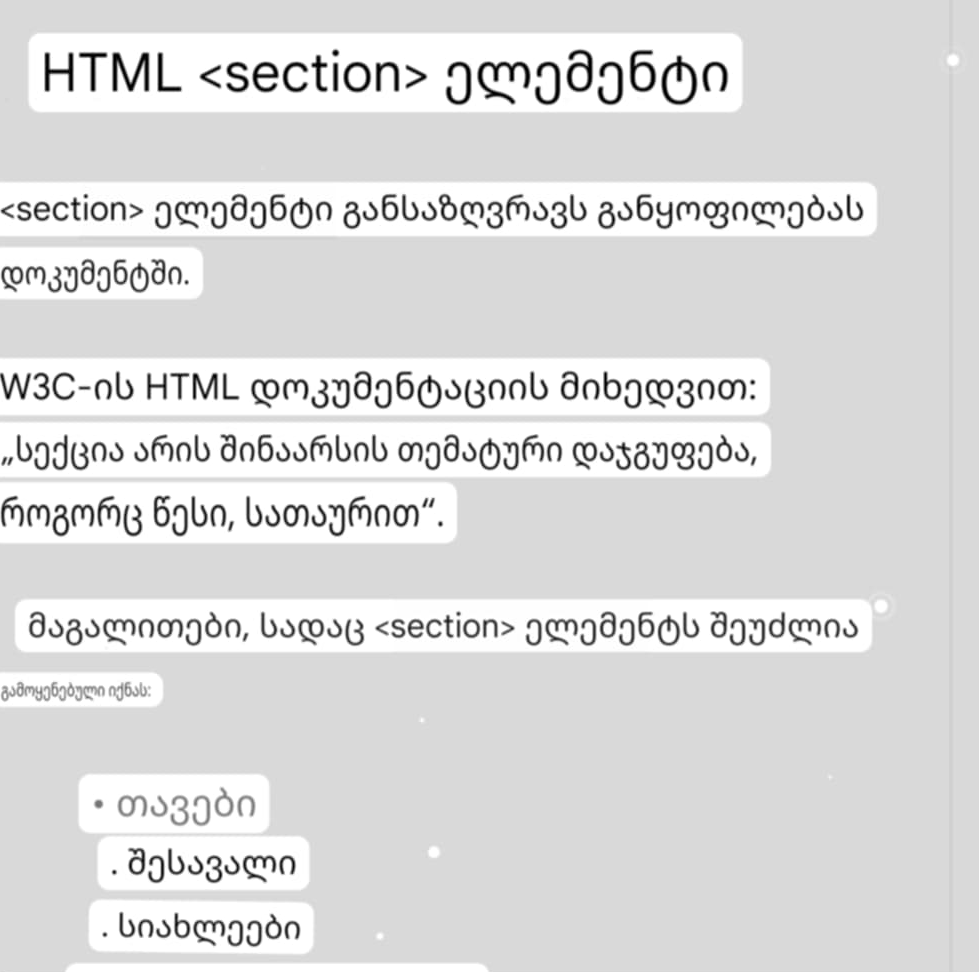 HTML <section> ელემენტი
<section> ელემენტი განსაზღვრავს განყოფილებას
დოკუმენტში.
W3C-ის HTML დოკუმენტაციის მიხედვით:
„სექცია არის შინაარსის თემატური დაჯგუფება,
როგორც წესი, სათაურით“.
მაგალითები, სადაც <section> ელემენტს შეუძლია
გამოყენებული იქნას:
• თავები
. შესავალი
. სიახლეები